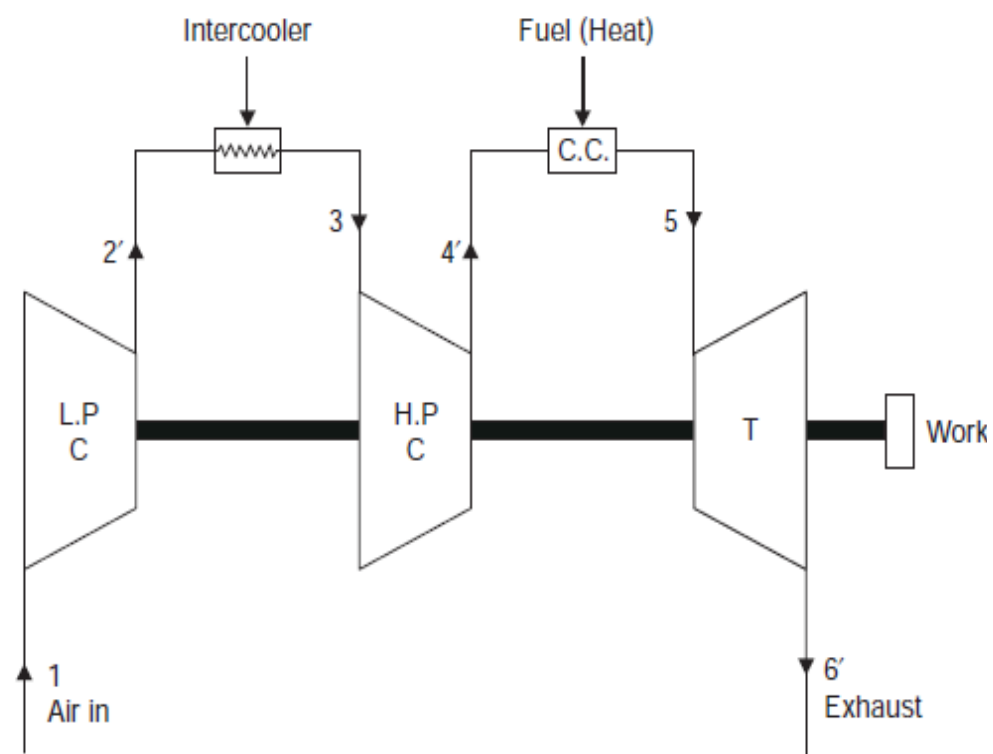 Intercooler
Fuel (Heat)
C.C.
2′
3
4′
5
L.P
C
H.P
C
T
Work
1
Air in
6′
Exhaust